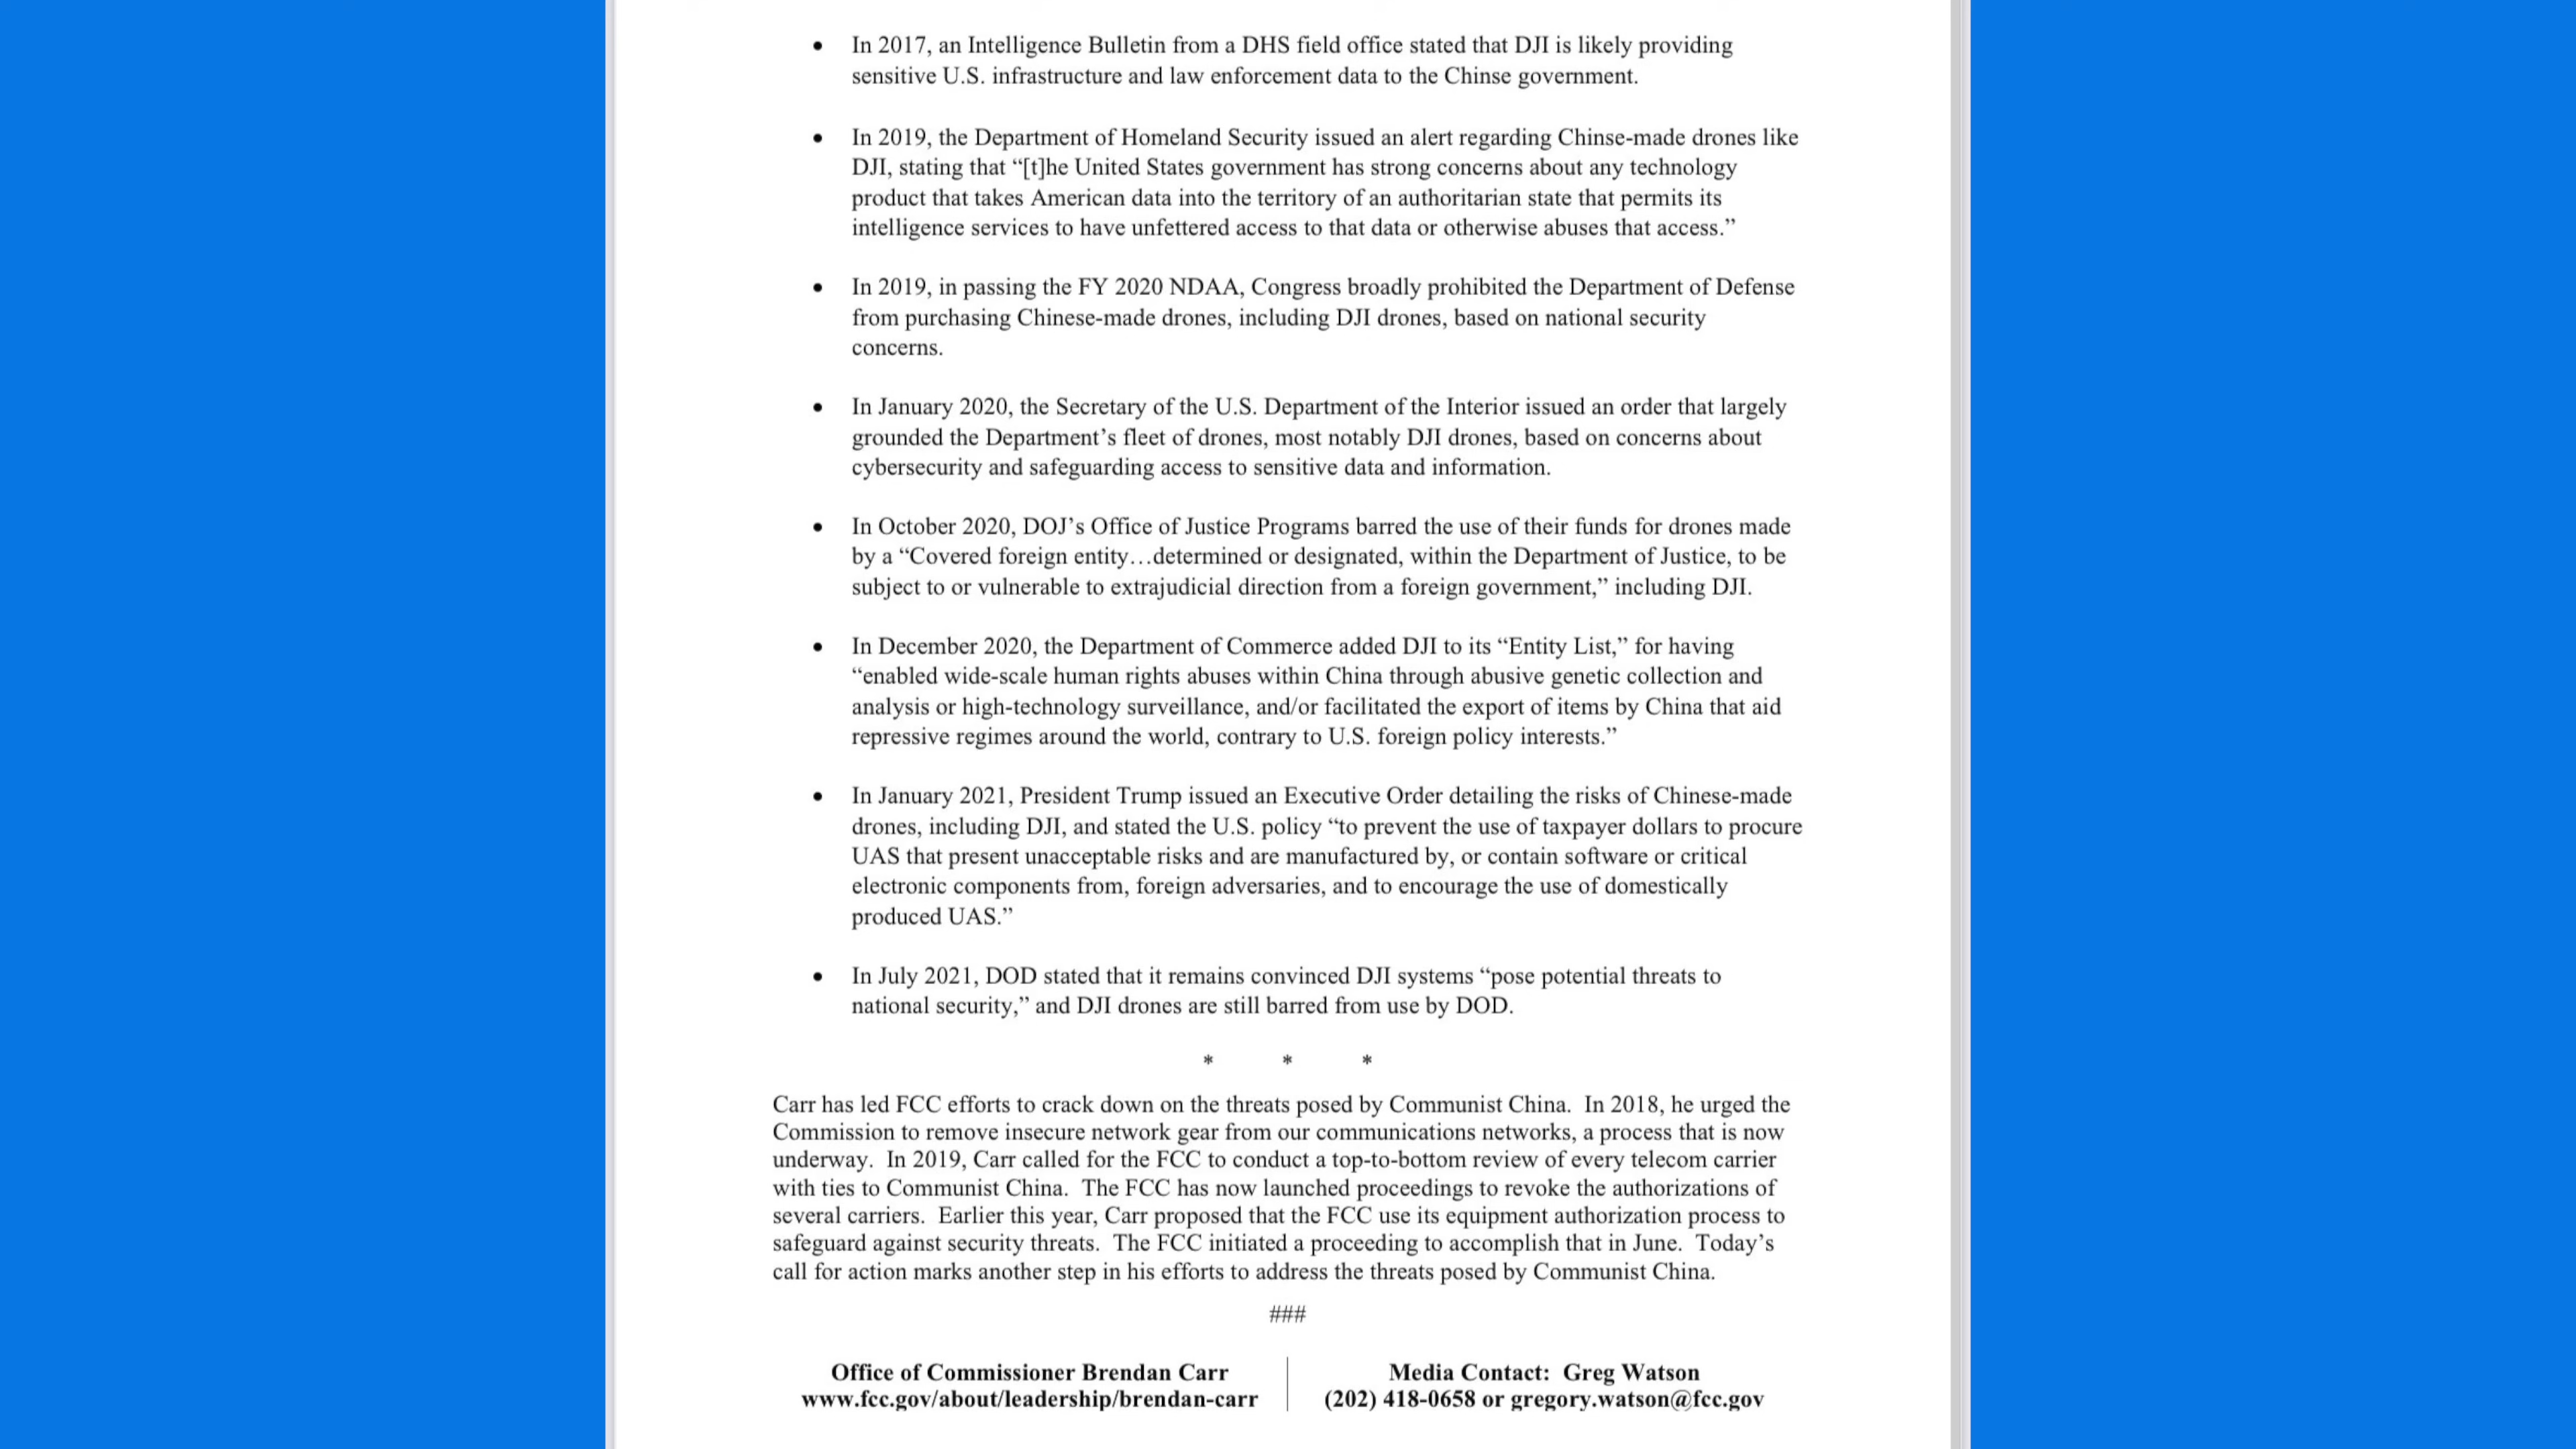 • In 2017, an Intelligence Bulletin from a DHS field office stated that DJI is likely providing
sensitive U.S. infrastructure and law enforcement data to the Chinse government.
• In 2019, the Department of Homeland Security issued an alert regarding Chinse-made drones like
DJI, stating that “[t]he United States government has strong concerns about any technology
product that takes American data into the territory of an authoritarian state that permits its
intelligence services to have unfettered access to that data or otherwise abuses that access.”
• In 2019, in passing the FY 2020 NDAA, Congress broadly prohibited the Department of Defense
from purchasing Chinese-made drones, including DJI drones, based on national security
concerns.
• In January 2020, the Secretary of the U.S. Department of the Interior issued an order that largely
grounded the Department’s fleet of drones, most notably DJI drones, based on concerns about
cybersecurity and safeguarding access to sensitive data and information.
• In October 2020, DOJ’s Office of Justice Programs barred the use of their funds for drones made
by a “Covered foreign entity…determined or designated, within the Department of Justice, to be
subject to or vulnerable to extrajudicial direction from a foreign government,” including DJI.
• In December 2020, the Department of Commerce added DJI to its “Entity List,” for having
“enabled wide-scale human rights abuses within China through abusive genetic collection and
analysis or high-technology surveillance, and/or facilitated the export of items by China that aid
repressive regimes around the world, contrary to U.S. foreign policy interests.”
• In January 2021, President Trump issued an Executive Order detailing the risks of Chinese-made
drones, including DJI, and stated the U.S. policy “to prevent the use of taxpayer dollars to procure
UAS that present unacceptable risks and are manufactured by, or contain software or critical
electronic components from, foreign adversaries, and to encourage the use of domestically
produced UAS.”
• In July 2021, DOD stated that it remains convinced DJI systems “pose potential threats to
national security,” and DJI drones are still barred from use by DOD.
* * *
Carr has led FCC efforts to crack down on the threats posed by Communist China. In 2018, he urged the
Commission to remove insecure network gear from our communications networks, a process that is now
underway. In 2019, Carr called for the FCC to conduct a top-to-bottom review of every telecom carrier
with ties to Communist China. The FCC has now launched proceedings to revoke the authorizations of
several carriers. Earlier this year, Carr proposed that the FCC use its equipment authorization process to
safeguard against security threats. The FCC initiated a proceeding to accomplish that in June. Today’s
call for action marks another step in his efforts to address the threats posed by Communist China.
###
Office of Commissioner Brendan Carr
www.fcc.gov/about/leadership/brendan-carr
Media Contact: Greg Watson
(202) 418-0658 or gregory.watson@fcc.gov